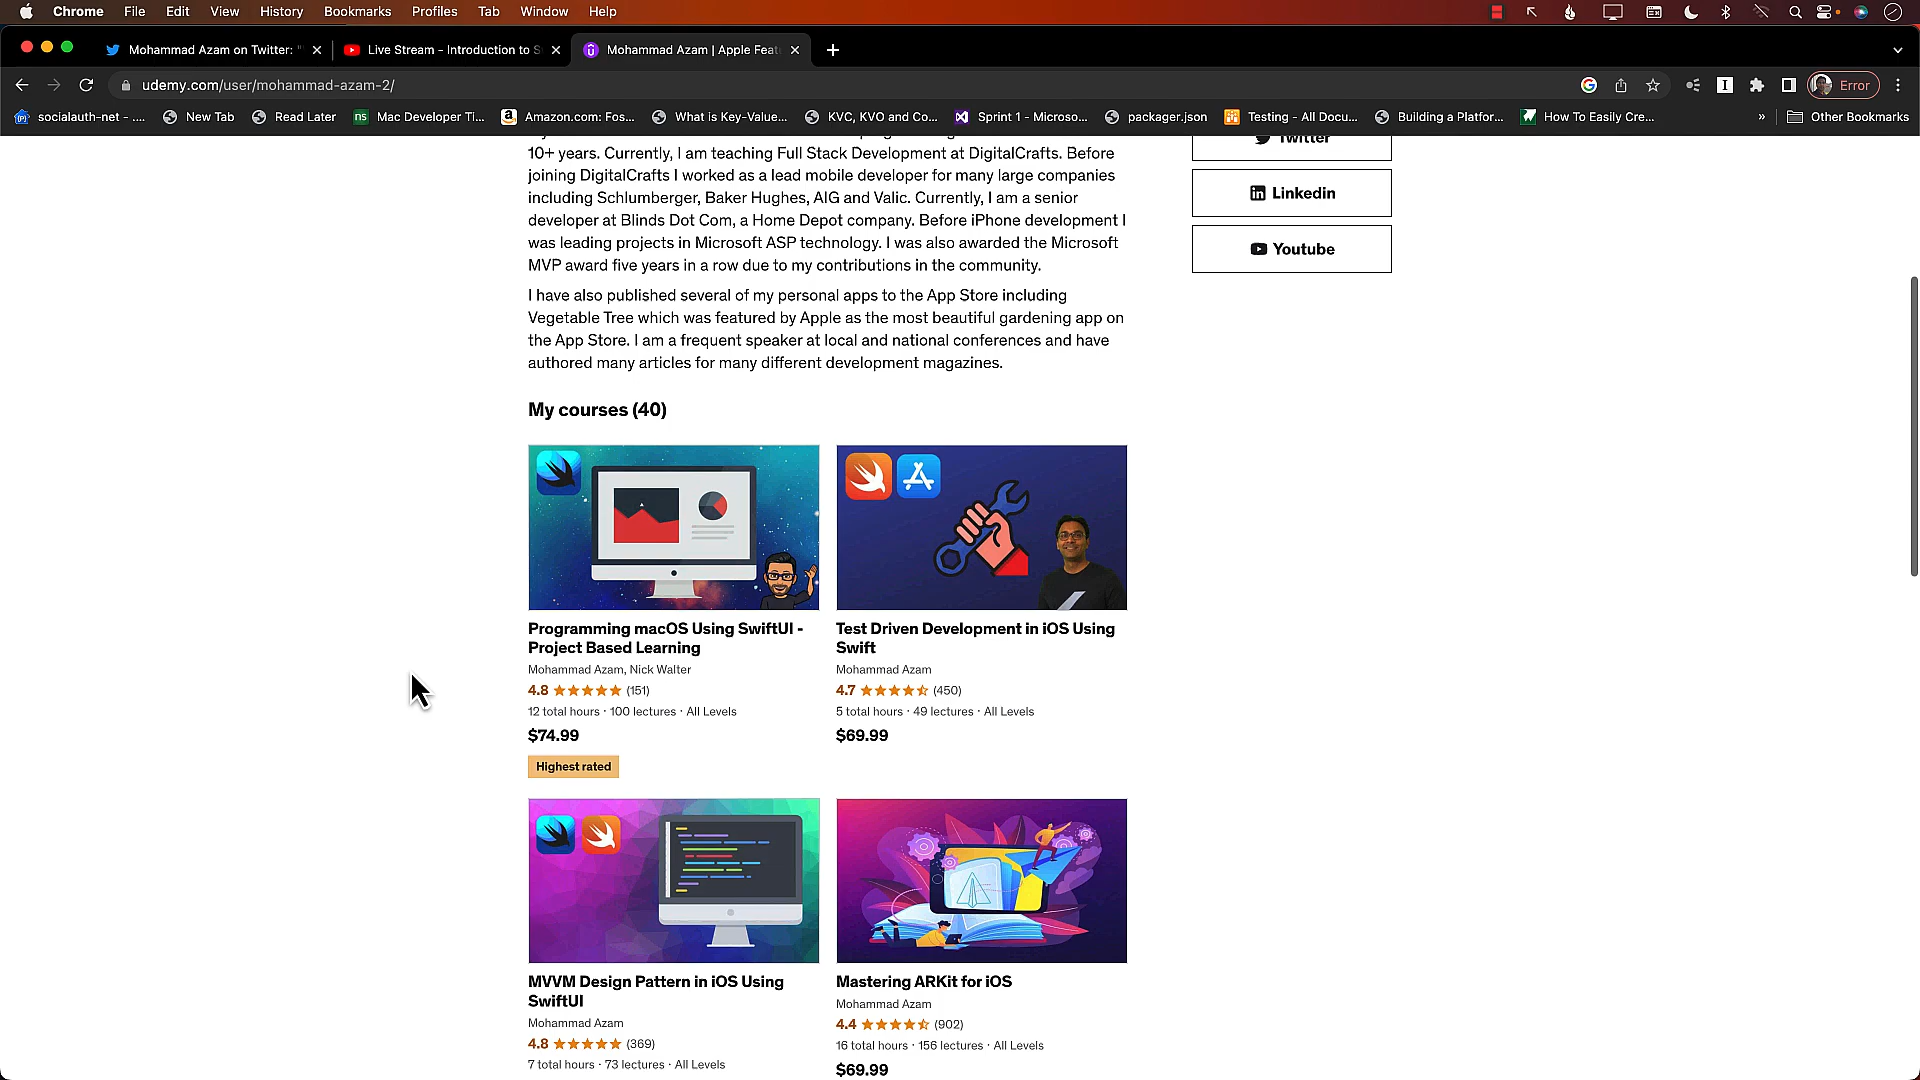 Chrome File Edit View History Bookmarks Profiles Tab Window Help
Mohammad Azam on Twitter: "
Live Stream - Introduction to S
Mohammad Azam | Apple Feat
udemy.com/user/mohammad-azam-2/
Error
socialauth-net - ....
New Tab
Read Later
Mac Developer Ti...
Amazon.com: Fos...
What is Key-Value...
KVC, KVO and Co...
Sprint 1 - Microso...
packager.json
Testing - All Docu...
Building a Platfor...
How To Easily Cre...
»
Other Bookmarks
10+ years. Currently, I am teaching Full Stack Development at DigitalCrafts. Before
joining DigitalCrafts I worked as a lead mobile developer for many large companies
including Schlumberger, Baker Hughes, AIG and Valic. Currently, I am a senior
developer at Blinds Dot Com, a Home Depot company. Before iPhone development I
was leading projects in Microsoft ASP technology. I was also awarded the Microsoft
MVP award five years in a row due to my contributions in the community.
I have also published several of my personal apps to the App Store including
Vegetable Tree which was featured by Apple as the most beautiful gardening app on
the App Store. I am a frequent speaker at local and national conferences and have
authored many articles for many different development magazines.
Twitter
Linkedin
Youtube
My courses (40)
Programming macOS Using SwiftUI -
Project Based Learning
Mohammad Azam, Nick Walter
4.8 (151)
12 total hours · 100 lectures · All Levels
$74.99
Highest rated
Test Driven Development in iOS Using
Swift
Mohammad Azam
4.7 (450)
5 total hours · 49 lectures · All Levels
$69.99
MVVM Design Pattern in iOS Using
SwiftUI
Mohammad Azam
4.8 (369)
7 total hours · 73 lectures · All Levels
Mastering ARKit for iOS
Mohammad Azam
4.4 (902)
16 total hours · 156 lectures · All Levels
$69.99